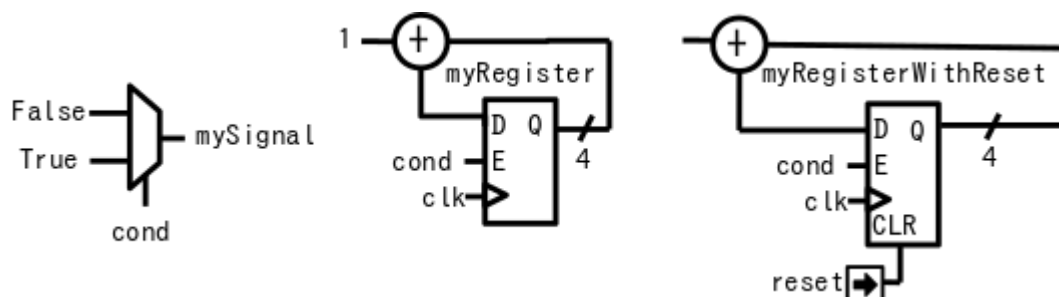 False
True
mySignal
cond
1
+
myRegister
D Q
cond E
clk
4
+
myRegisterWithReset
D Q
cond E
clk
4
CLR
reset